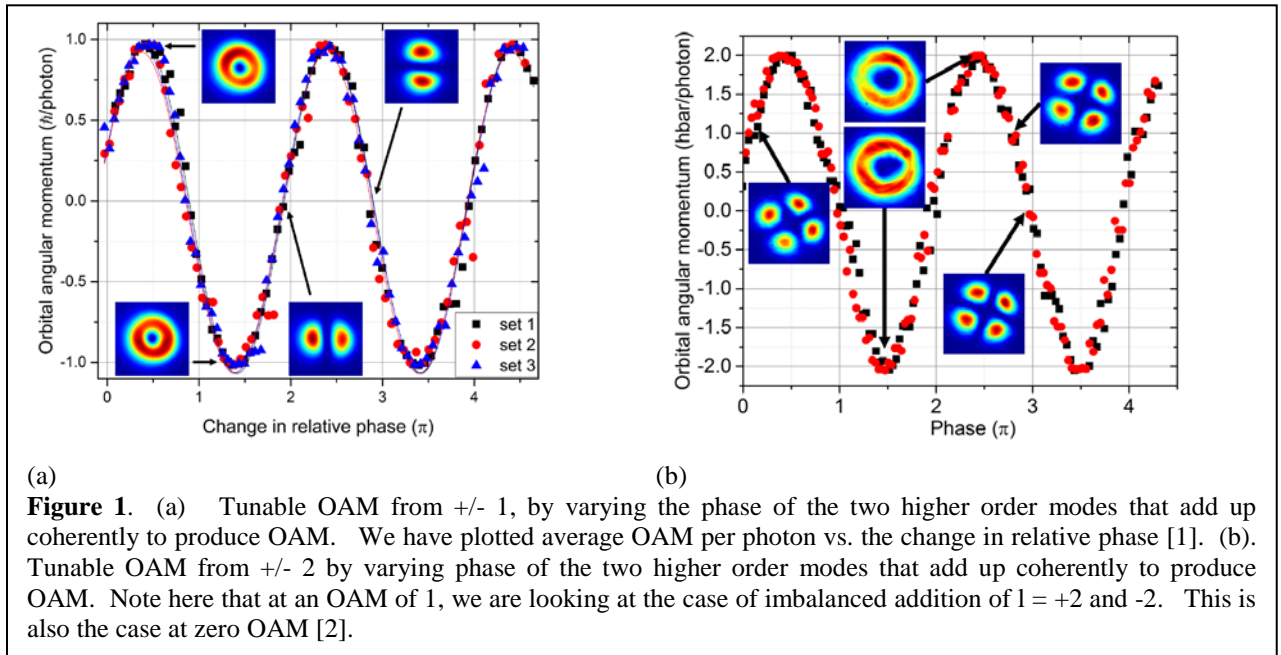 1.0
0.5
0.0
-0.5
-1.0
Orbital angular momentum (ħ/photon)
0 1 2 3 4
Change in relative phase (π)
set 1
set 2
set 3
2.0
1.5
1.0
0.5
0.0
-0.5
-1.0
-1.5
-2.0
Orbital angular momentum (hbar/photon)
0 1 2 3 4
Phase (π)
(a) (b)
Figure 1. (a) Tunable OAM from +/- 1, by varying the phase of the two higher order modes that add up
coherently to produce OAM. We have plotted average OAM per photon vs. the change in relative phase [1]. (b).
Tunable OAM from +/- 2 by varying phase of the two higher order modes that add up coherently to produce
OAM. Note here that at an OAM of 1, we are looking at the case of imbalanced addition of l = +2 and -2. This is
also the case at zero OAM [2].